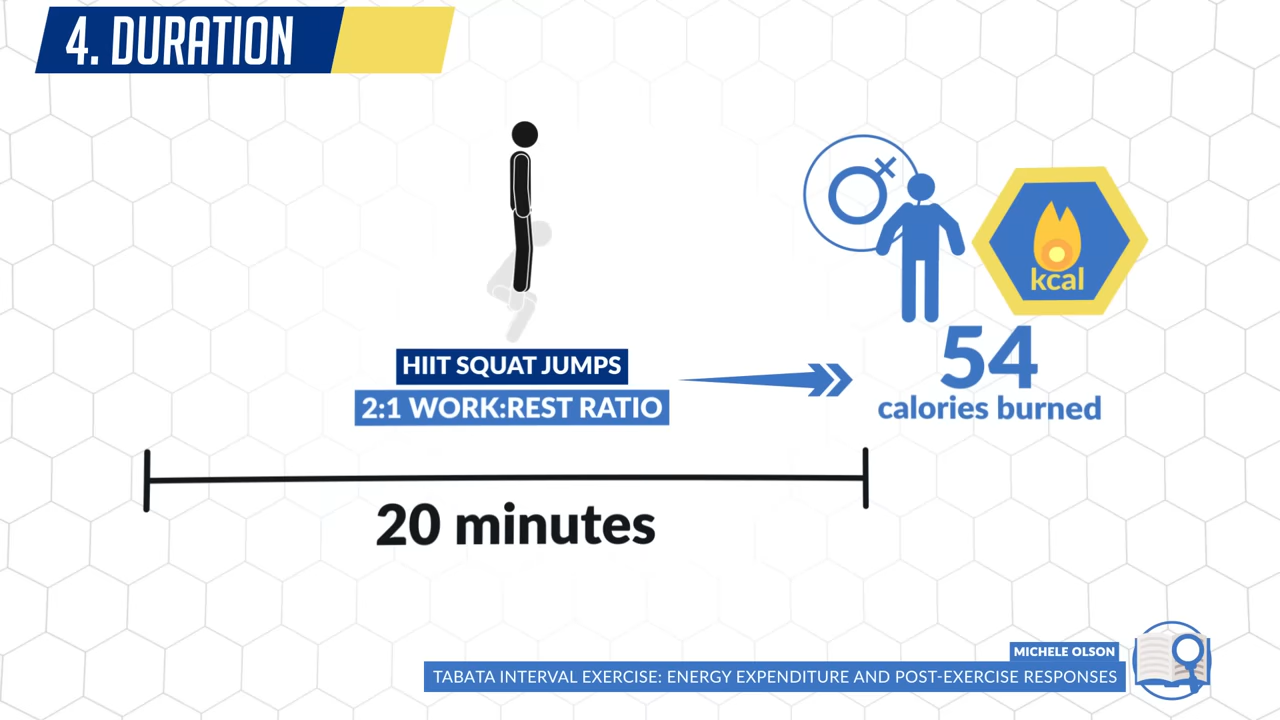 4. DURATION
kcal
HIIT SQUAT JUMPS
2:1 WORK:REST RATIO
54
calories burned
20 minutes
MICHELE OLSON
TABATA INTERVAL EXERCISE: ENERGY EXPENDITURE AND POST-EXERCISE RESPONSES